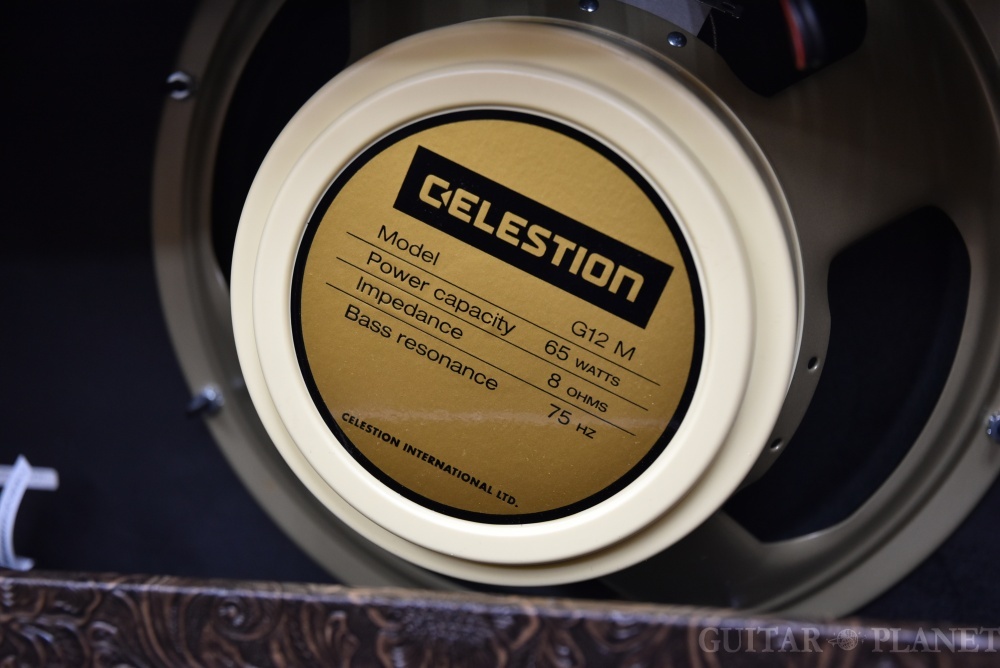 CELESTION
Model G12 M
Power capacity 65 WATTS
Impedance 8 OHMS
Bass resonance 75 HZ
CELESTION INTERNATIONAL LTD.
GUITAR PLANET